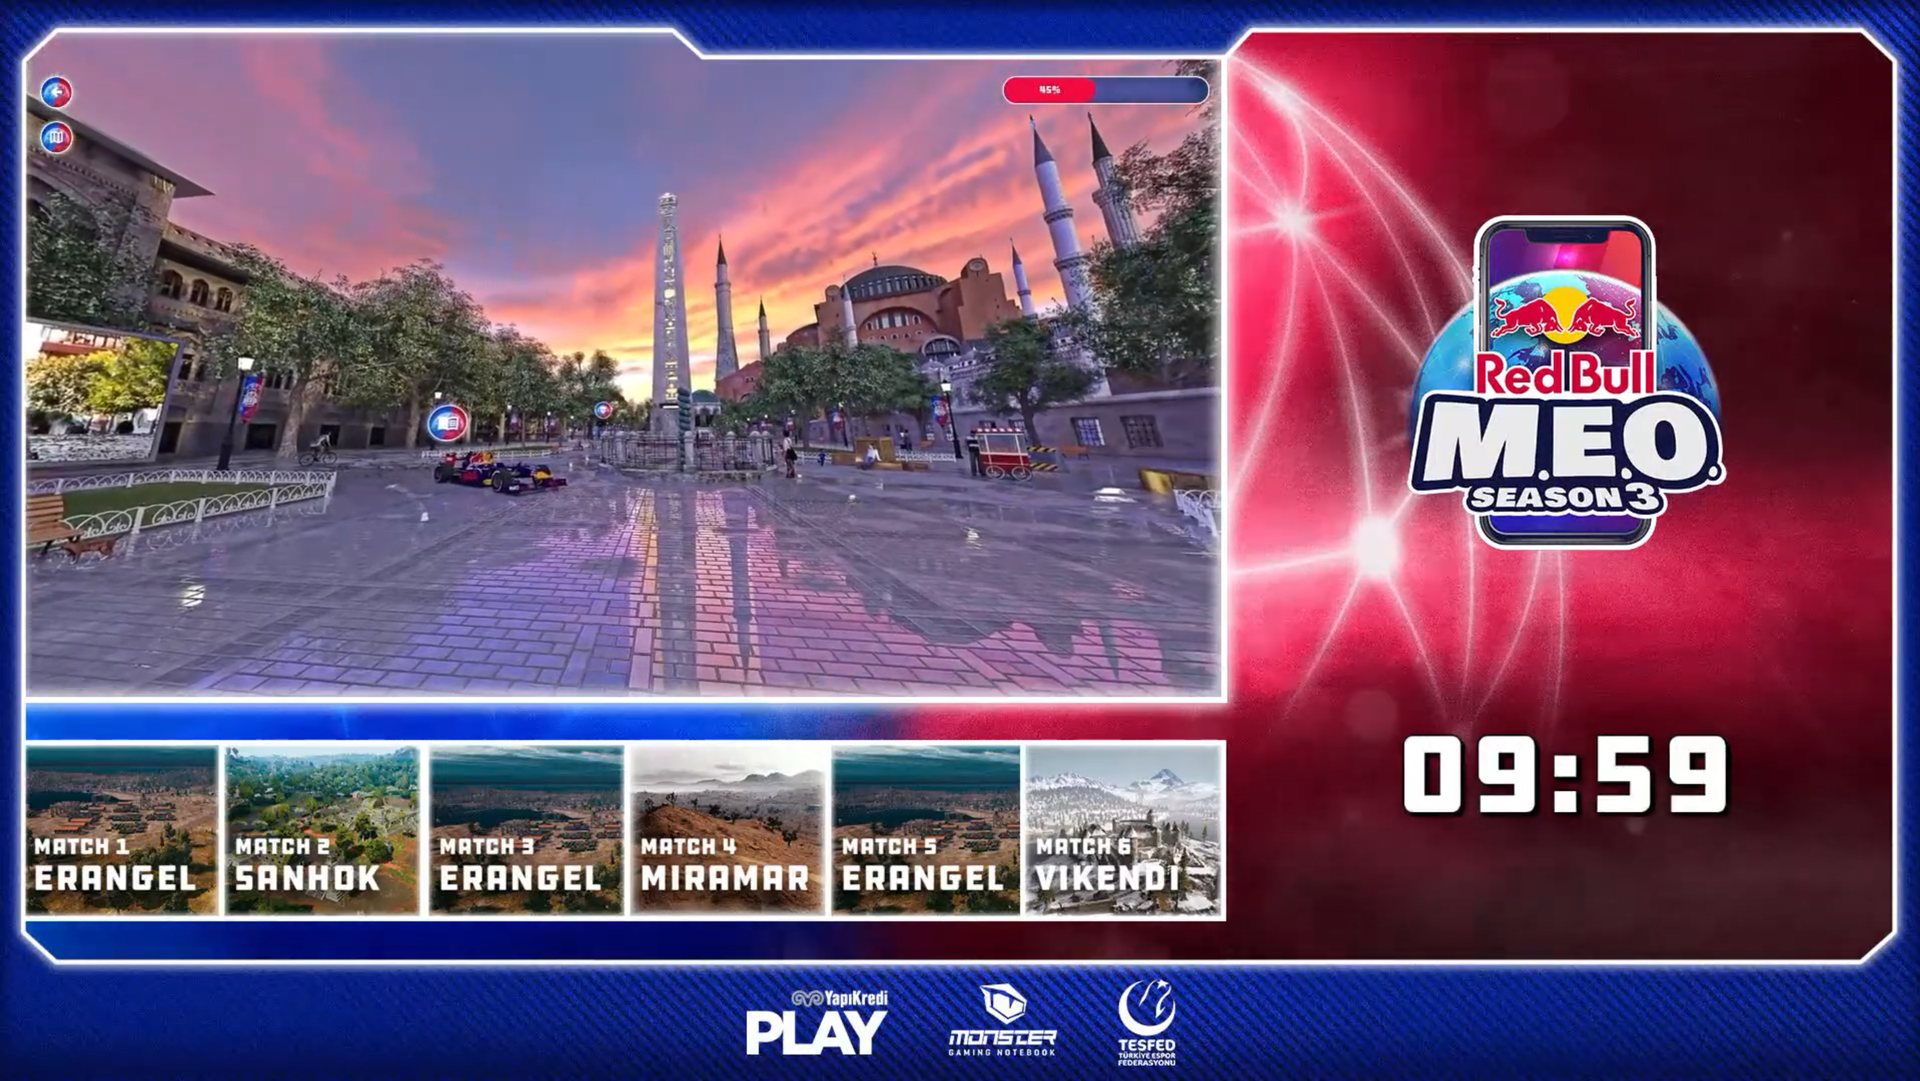 45%
Red Bull
M.E.O.
SEASON 3
09:59
MATCH 1
ERANGEL
MATCH 2
SANHOK
MATCH 3
ERANGEL
MATCH 4
MIRAMAR
MATCH 5
ERANGEL
MATCH 6
VIKENDI
YapıKredi
PLAY
MONSTER
GAMING NOTEBOOK
TESFED
TÜRKİYE ESPOR
FEDERASYONU